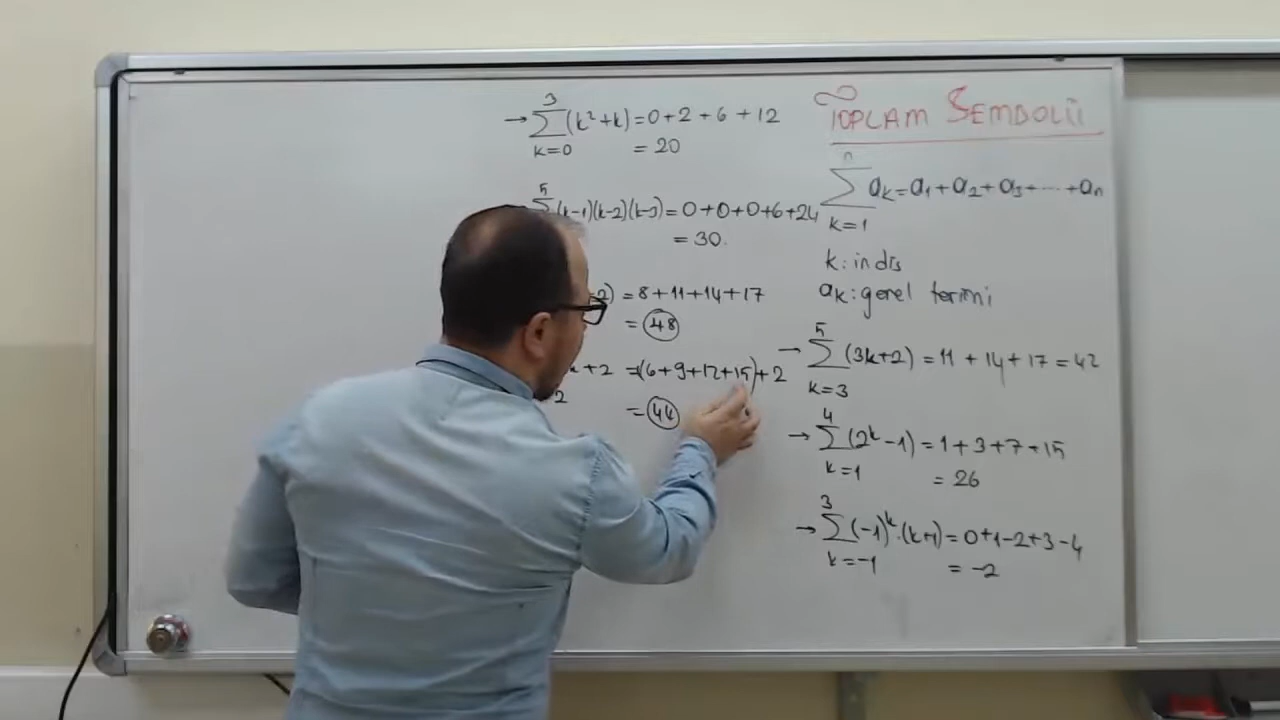 TOPLAM SEMBOLÜ
n
∑ aₖ = a₁ + a₂ + a₃ + ... + aₙ
k=1
k: indis
aₖ: genel terimi
5
→ ∑ (3k+2) = 11 + 14 + 17 = 42
k=3
4
→ ∑ (2ᵏ - 1) = 1 + 3 + 7 + 15
k=1 = 26
3
→ ∑ (-1)ᵏ.(k+1) = 0+1-2+3-4
k=-1 = -2
3
→ ∑ (k² + k) = 0 + 2 + 6 + 12
k=0 = 20
5
∑ (k-1)(k-2)(k-3) = 0+0+0+6+24
= 30.
2) = 8+11+14+17
= 48
+2 = (6+9+12+15)+2
2 = 44